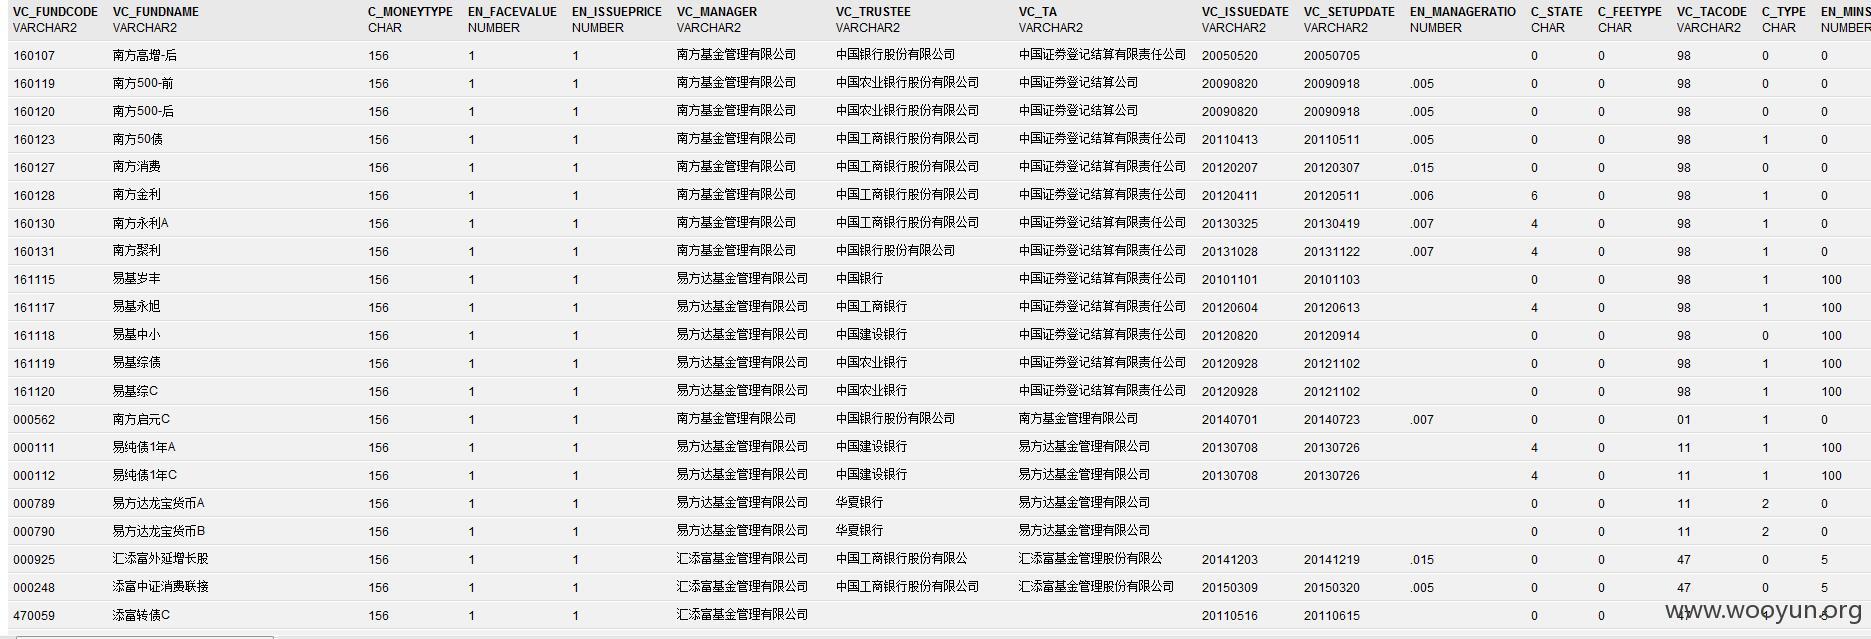 VC_FUNDCODE VC_FUNDNAME C_MONEYTYPE EN_FACEVALUE EN_ISSUEPRICE VC_MANAGER VC_TRUSTEE VC_TA VC_ISSUEDATE VC_SETUPDATE EN_MANAGERATIO C_STATE C_FEETYPE VC_TACODE C_TYPE EN_MINS
VARCHAR2 VARCHAR2 CHAR NUMBER NUMBER VARCHAR2 VARCHAR2 VARCHAR2 VARCHAR2 VARCHAR2 NUMBER CHAR CHAR VARCHAR2 CHAR NUMBER
160107 南方高增-后 156 1 1 南方基金管理有限公司 中国银行股份有限公司 中国证券登记结算有限责任公司 20050520 20050705 0 0 98 0 0
160119 南方500-前 156 1 1 南方基金管理有限公司 中国农业银行股份有限公司 中国证券登记结算公司 20090820 20090918 .005 0 0 98 0 0
160120 南方500-后 156 1 1 南方基金管理有限公司 中国农业银行股份有限公司 中国证券登记结算公司 20090820 20090918 .005 0 0 98 0 0
160123 南方50债 156 1 1 南方基金管理有限公司 中国工商银行股份有限公司 中国证券登记结算有限责任公司 20110413 20110511 .005 0 0 98 1 0
160127 南方消费 156 1 1 南方基金管理有限公司 中国工商银行股份有限公司 中国证券登记结算有限责任公司 20120207 20120307 .015 0 0 98 0 0
160128 南方金利 156 1 1 南方基金管理有限公司 中国工商银行股份有限公司 中国证券登记结算有限责任公司 20120411 20120511 .006 6 0 98 1 0
160130 南方永利A 156 1 1 南方基金管理有限公司 中国工商银行股份有限公司 中国证券登记结算有限责任公司 20130325 20130419 .007 4 0 98 1 0
160131 南方聚利 156 1 1 南方基金管理有限公司 中国银行股份有限公司 中国证券登记结算有限责任公司 20131028 20131122 .007 4 0 98 1 0
161115 易基岁丰 156 1 1 易方达基金管理有限公司 中国银行 中国证券登记结算有限责任公司 20101101 20101103 0 0 98 1 100
161117 易基永旭 156 1 1 易方达基金管理有限公司 中国工商银行 中国证券登记结算有限责任公司 20120604 20120613 4 0 98 1 100
161118 易基中小 156 1 1 易方达基金管理有限公司 中国建设银行 中国证券登记结算有限责任公司 20120820 20120914 0 0 98 0 100
161119 易基综债 156 1 1 易方达基金管理有限公司 中国农业银行 中国证券登记结算有限责任公司 20120928 20121102 0 0 98 1 100
161120 易基综C 156 1 1 易方达基金管理有限公司 中国农业银行 中国证券登记结算有限责任公司 20120928 20121102 0 0 98 1 100
000562 南方启元C 156 1 1 南方基金管理有限公司 中国银行股份有限公司 南方基金管理有限公司 20140701 20140723 .007 0 0 01 1 0
000111 易纯债1年A 156 1 1 易方达基金管理有限公司 中国建设银行 易方达基金管理有限公司 20130708 20130726 4 0 11 1 100
000112 易纯债1年C 156 1 1 易方达基金管理有限公司 中国建设银行 易方达基金管理有限公司 20130708 20130726 4 0 11 1 100
000789 易方达龙宝货币A 156 1 1 易方达基金管理有限公司 华夏银行 易方达基金管理有限公司 0 0 11 2 0
000790 易方达龙宝货币B 156 1 1 易方达基金管理有限公司 华夏银行 易方达基金管理有限公司 0 0 11 2 0
000925 汇添富外延增长股 156 1 1 汇添富基金管理有限公司 中国工商银行股份有限公 汇添富基金管理股份有限公 20141203 20141219 .015 0 0 47 0 5
000248 添富中证消费联接 156 1 1 汇添富基金管理有限公司 中国工商银行股份有限公司 汇添富基金管理股份有限公司 20150309 20150320 .005 0 0 47 0 5
470059 添富转债C 156 1 1 汇添富基金管理有限公司 20110516 20110615 0 0 47 1 5
www.wooyun.org